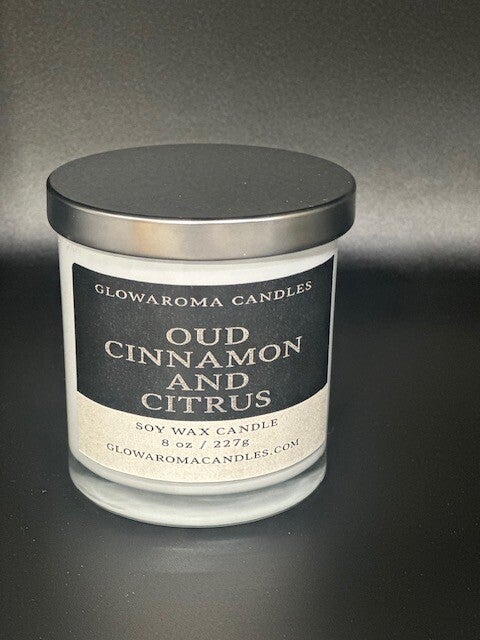 GLOWAROMA CANDLES
OUD
CINNAMON
AND
CITRUS
SOY WAX CANDLE
8 oz / 227g
GLOWAROMACANDLES.COM